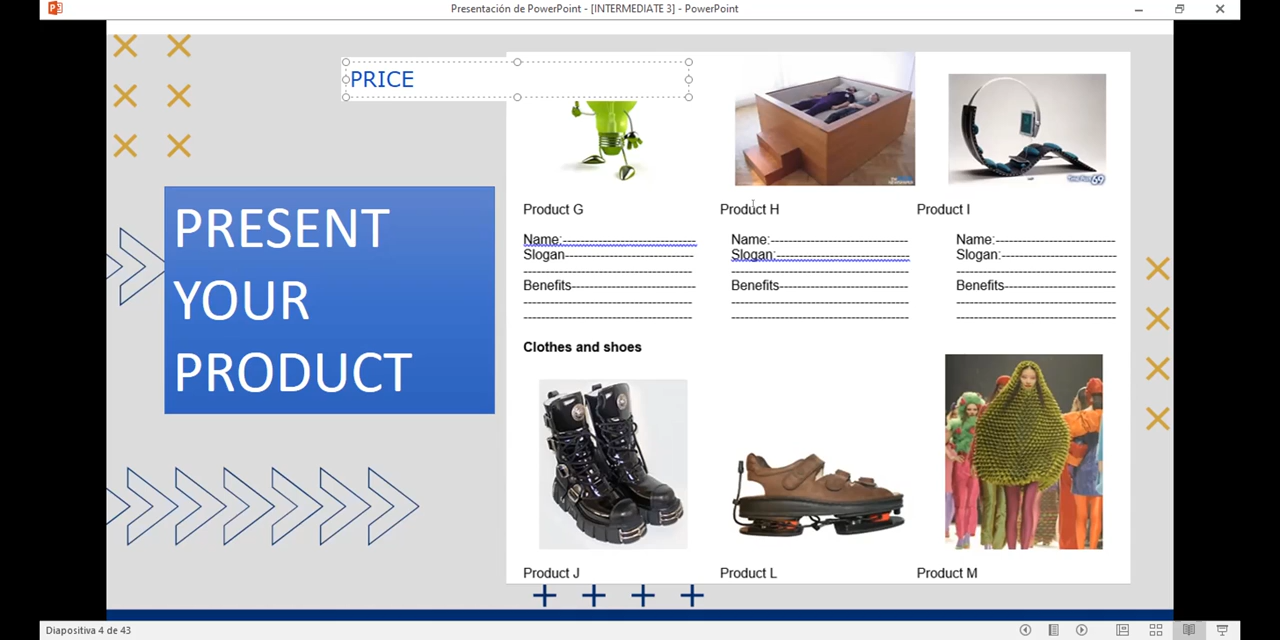 Presentación de PowerPoint - [INTERMEDIATE 3] - PowerPoint
PRICE
PRESENT
YOUR
PRODUCT
Product G
Product H
Product I
Name:
Slogan
Benefits
Name:
Slogan:
Benefits
Name:
Slogan:
Benefits
Clothes and shoes
Product J
Product L
Product M
Diapositiva 4 de 43